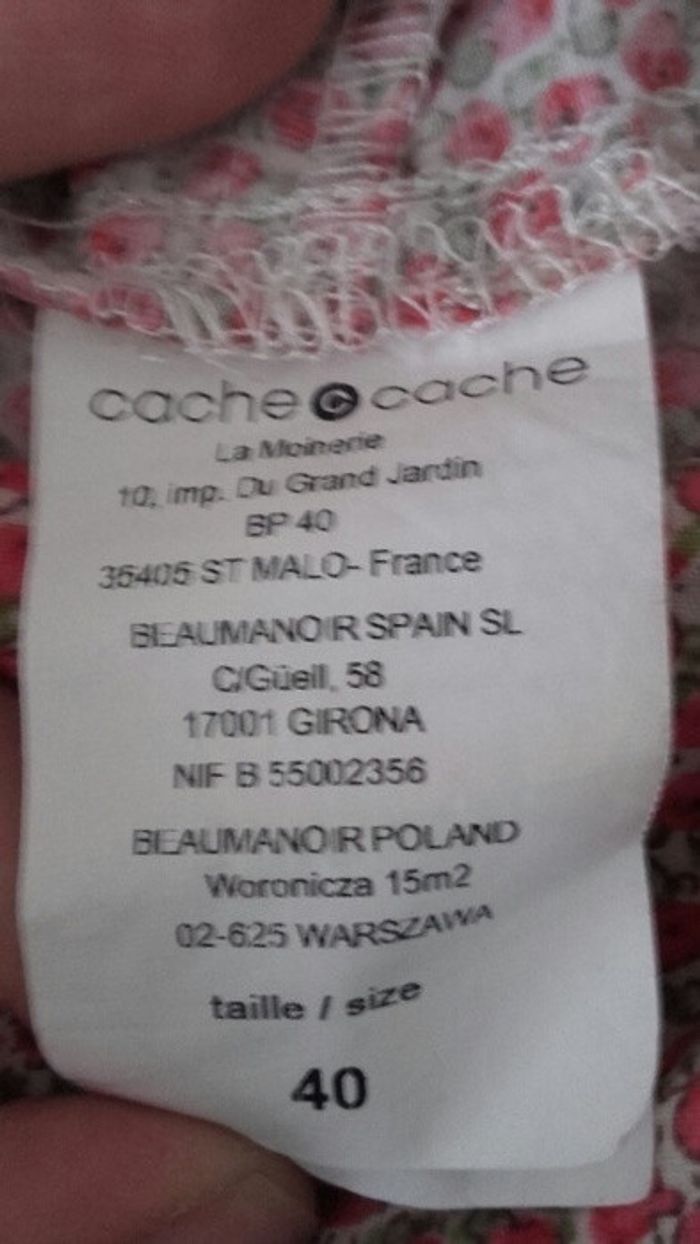 cache c cache
La Moinerie
10, imp. Du Grand Jardin
BP 40
35405 ST MALO- France
BEAUMANOIR SPAIN SL
C/Güell, 58
17001 GIRONA
NIF B 55002356
BEAUMANOIR POLAND
Woronicza 15m2
02-625 WARSZAWA
taille / size
40